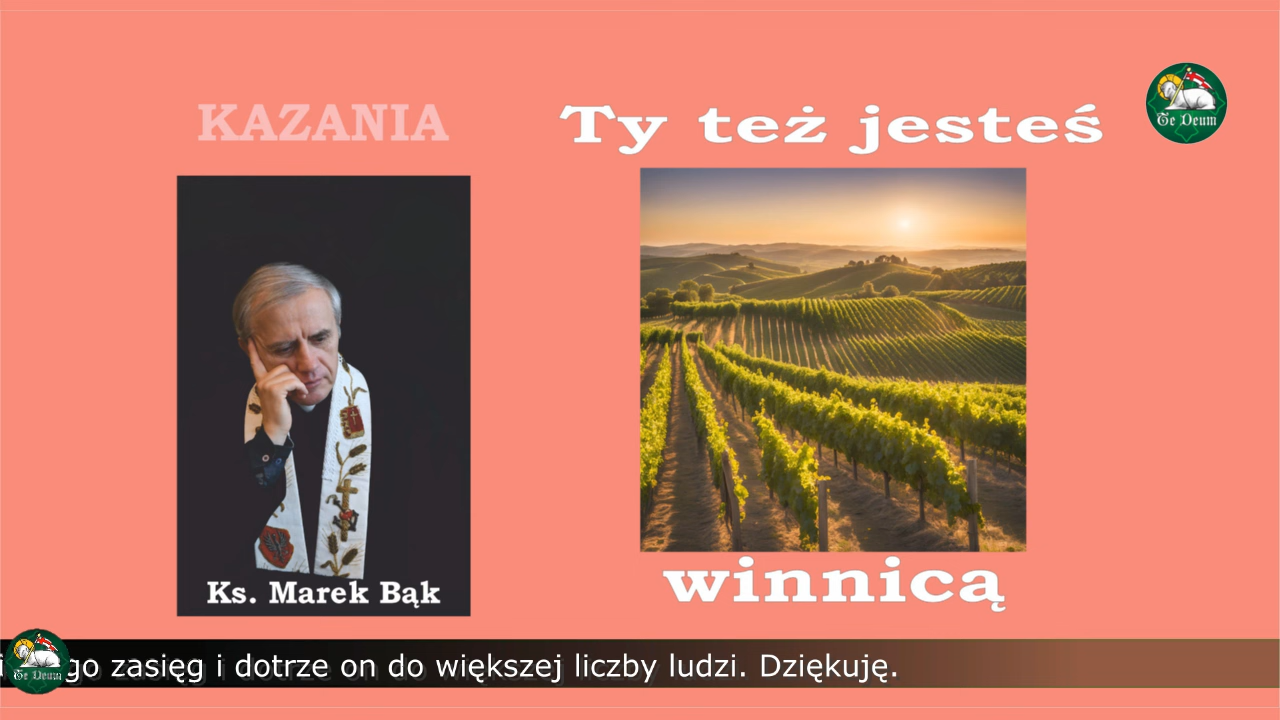 KAZANIA
Ty też jesteś
Te Deum
winnicą
Ks. Marek Bąk
go zasięg i dotrze on do większej liczby ludzi. Dziękuję.
Te Deum